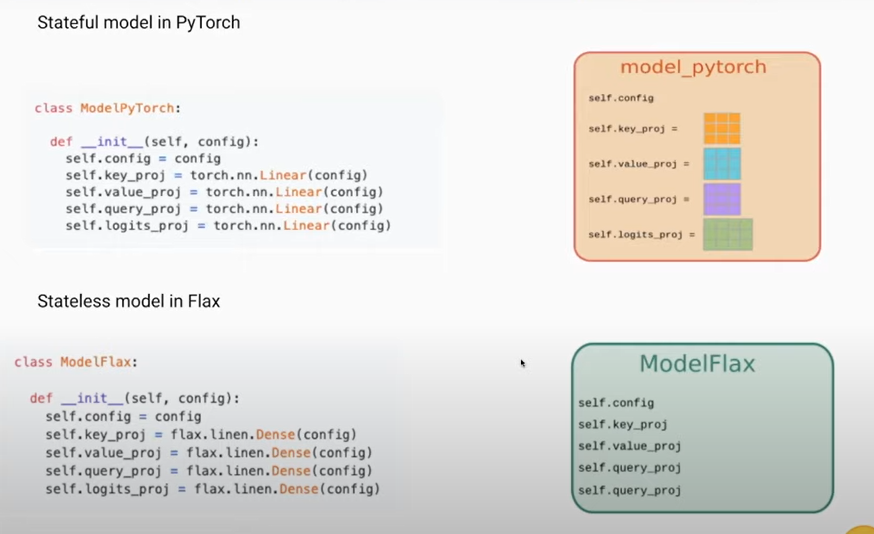 Stateful model in PyTorch
class ModelPyTorch:
def __init__(self, config):
self.config = config
self.key_proj = torch.nn.Linear(config)
self.value_proj = torch.nn.Linear(config)
self.query_proj = torch.nn.Linear(config)
self.logits_proj = torch.nn.Linear(config)
model_pytorch
self.config
self.key_proj =
self.value_proj =
self.query_proj =
self.logits_proj =
Stateless model in Flax
class ModelFlax:
def __init__(self, config):
self.config = config
self.key_proj = flax.linen.Dense(config)
self.value_proj = flax.linen.Dense(config)
self.query_proj = flax.linen.Dense(config)
self.logits_proj = flax.linen.Dense(config)
ModelFlax
self.config
self.key_proj
self.value_proj
self.query_proj
self.query_proj